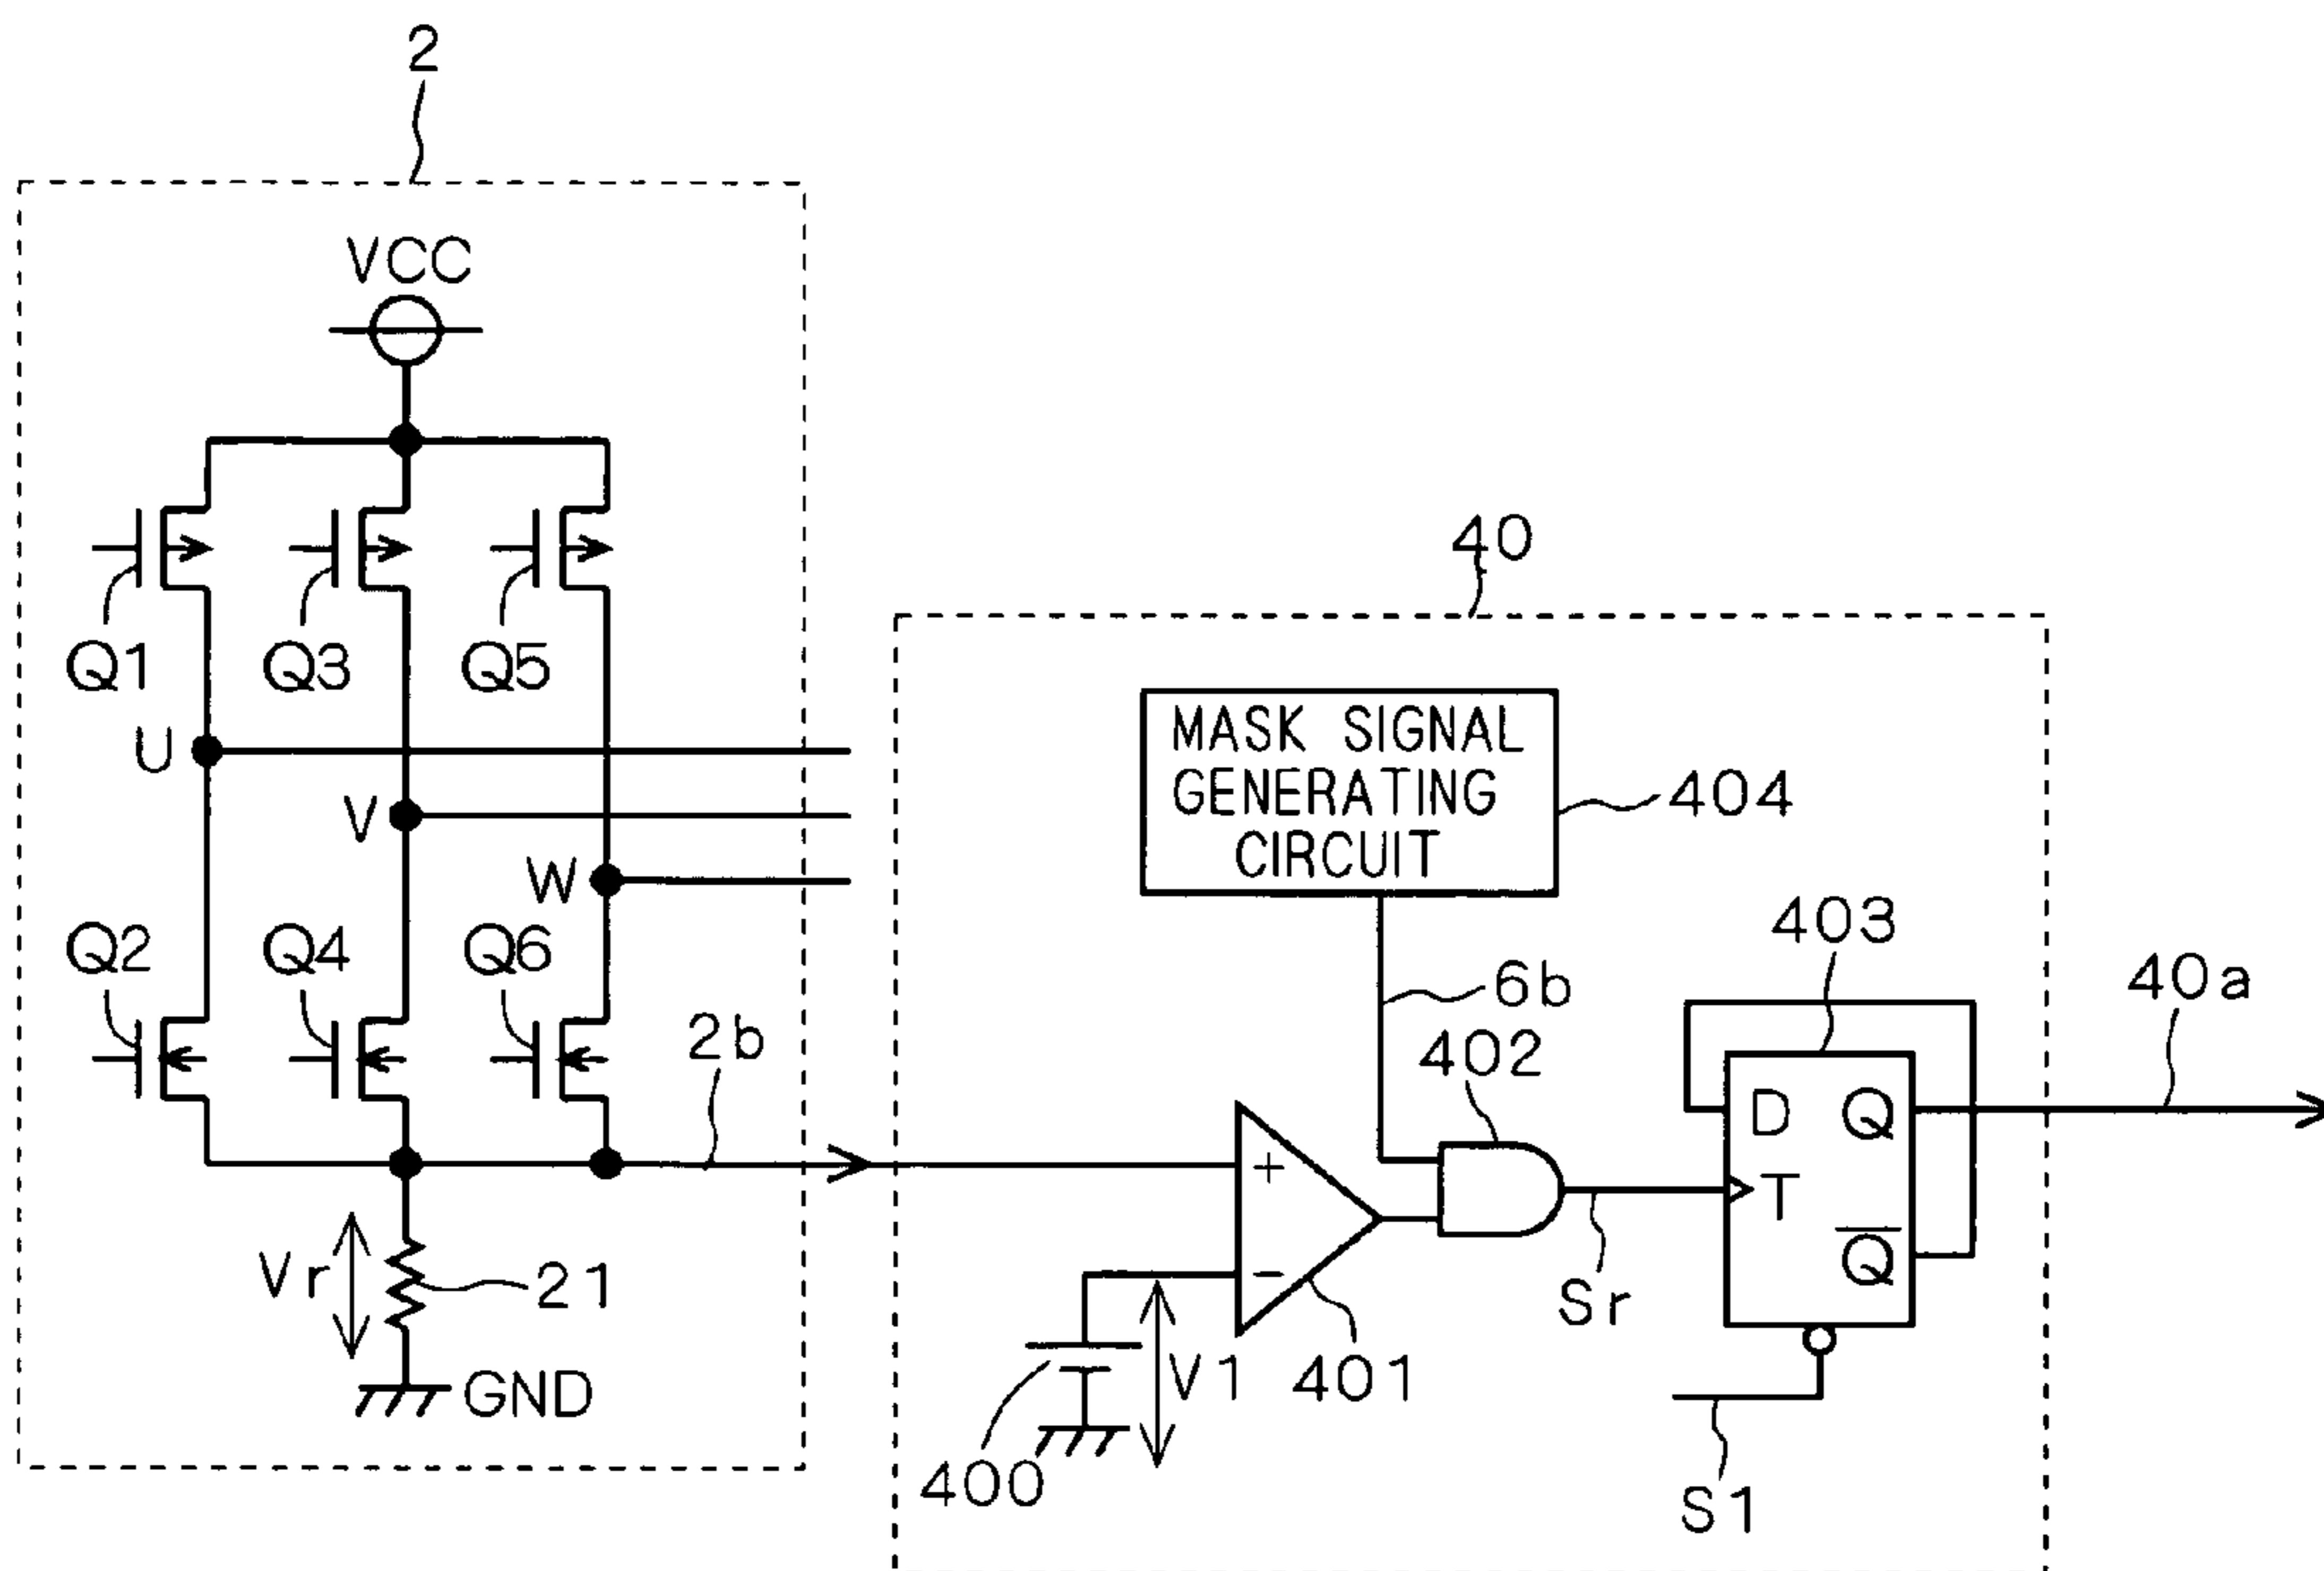 2
VCC
Q1
Q3
Q5
U
V
W
Q2
Q4
Q6
2b
Vr
21
GND
40
MASK SIGNAL
GENERATING
CIRCUIT
404
6b
402
403
40a
D
Q
T
Q
+
−
Sr
V1
401
400
S1